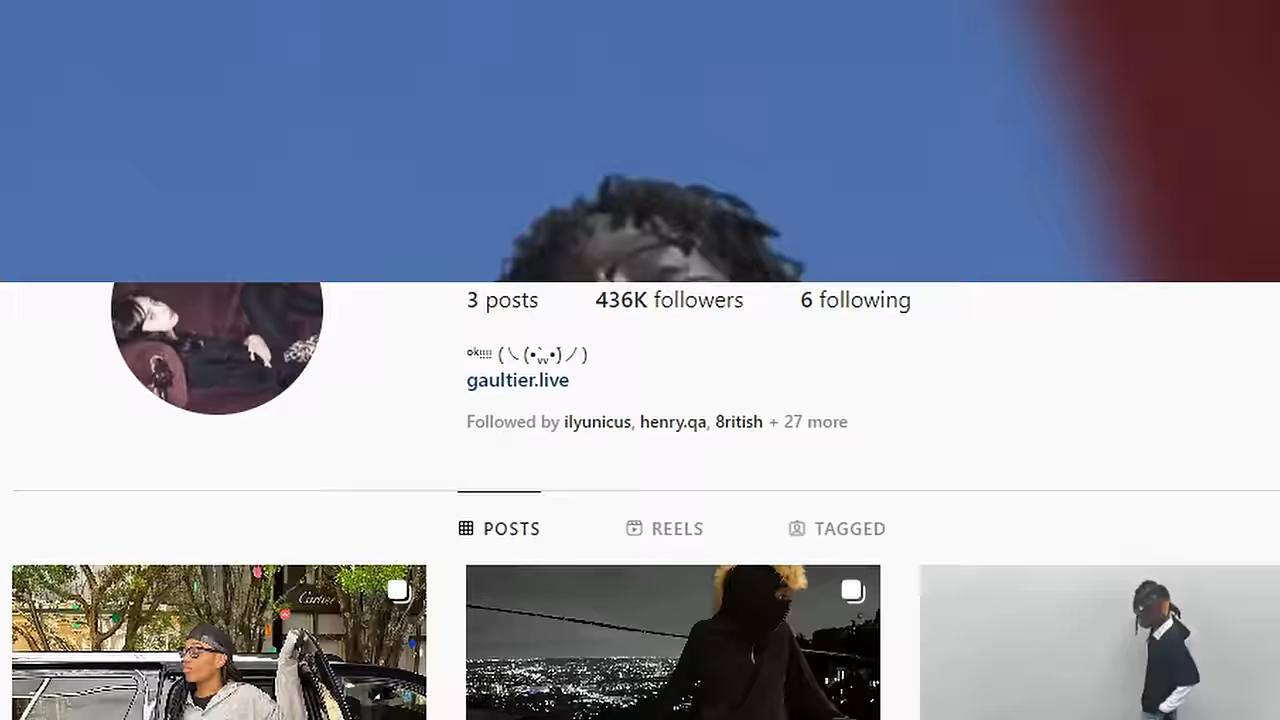 3 posts 436K followers 6 following
ᵒᵏ!!!! ( ╲ (•̀ᵥᵥ•́) ╱ )
gaultier.live
Followed by ilyunicus, henry.qa, 8ritish + 27 more
POSTS REELS TAGGED
Cartier